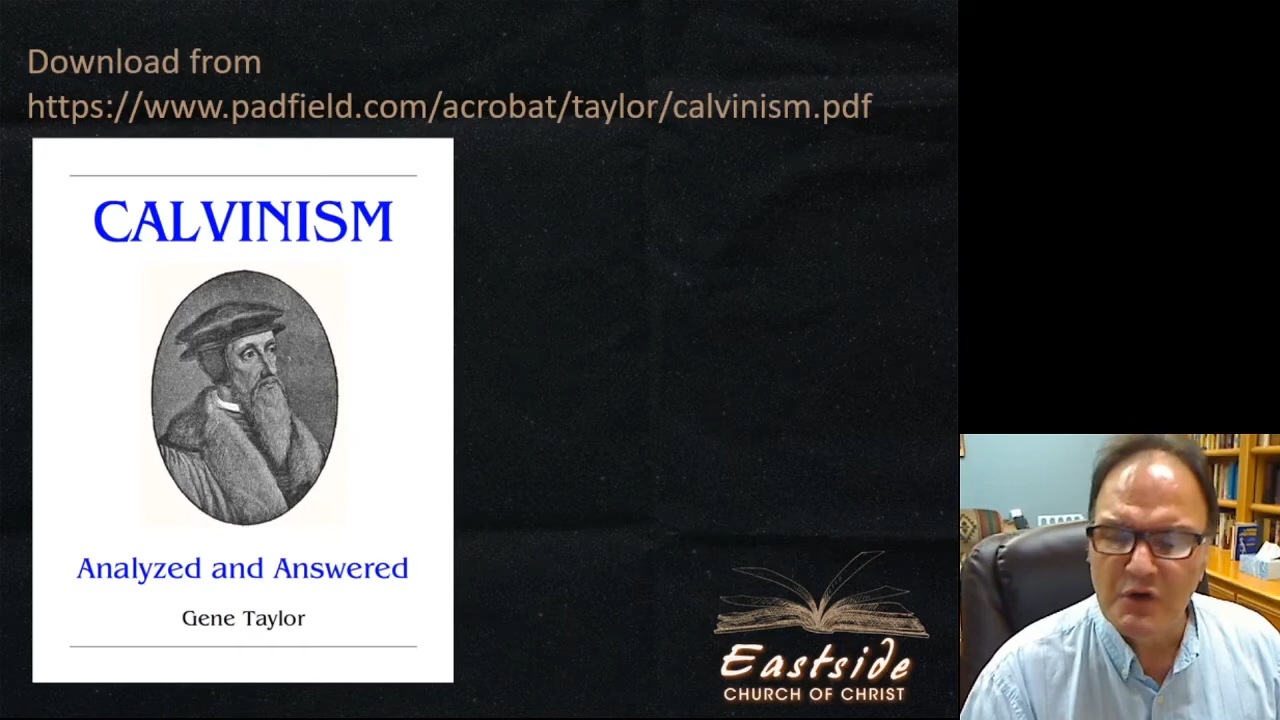 Download from
https://www.padfield.com/acrobat/taylor/calvinism.pdf
CALVINISM
Analyzed and Answered
Gene Taylor
Eastside
CHURCH OF CHRIST